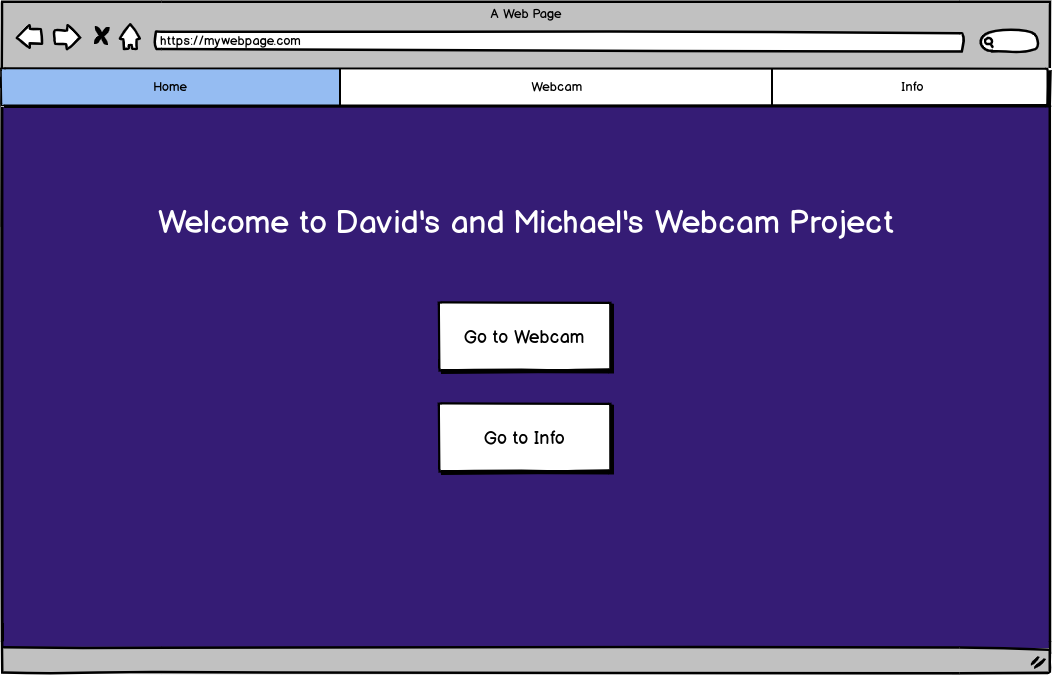 A Web Page
https://mywebpage.com
Home
Webcam
Info
Welcome to David's and Michael's Webcam Project
Go to Webcam
Go to Info